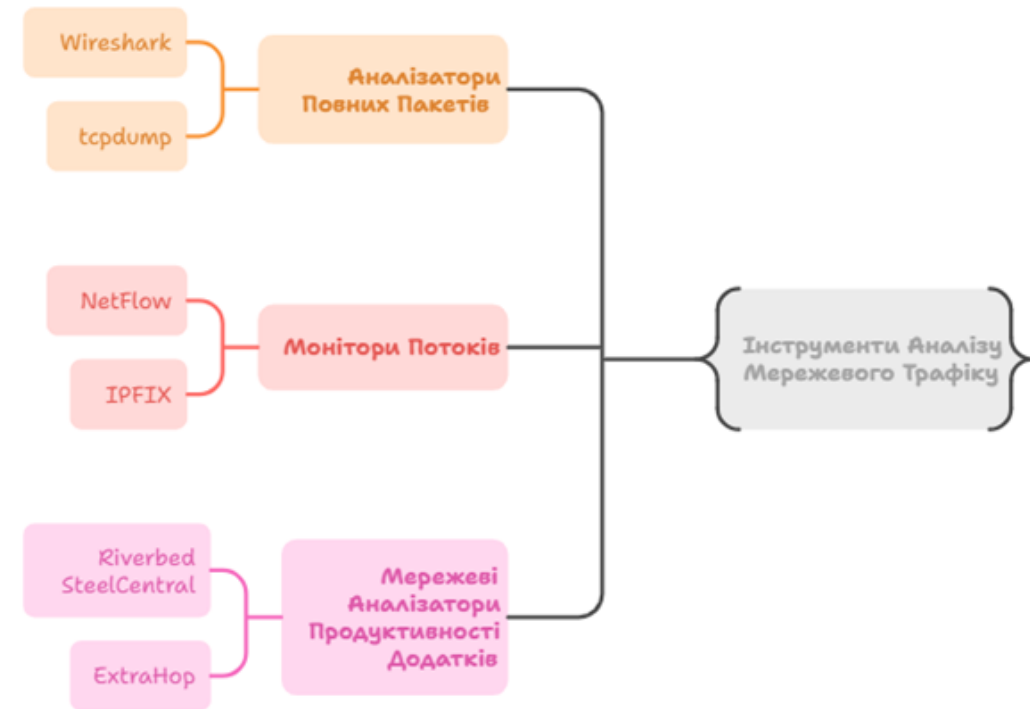 Wireshark
tcpdump
Аналізатори
Повних Пакетів
NetFlow
IPFIX
Монітори Потоків
Інструменти Аналізу
Мережевого Трафіку
Riverbed
SteelCentral
ExtraHop
Мережеві
Аналізатори
Продуктивності
Додатків